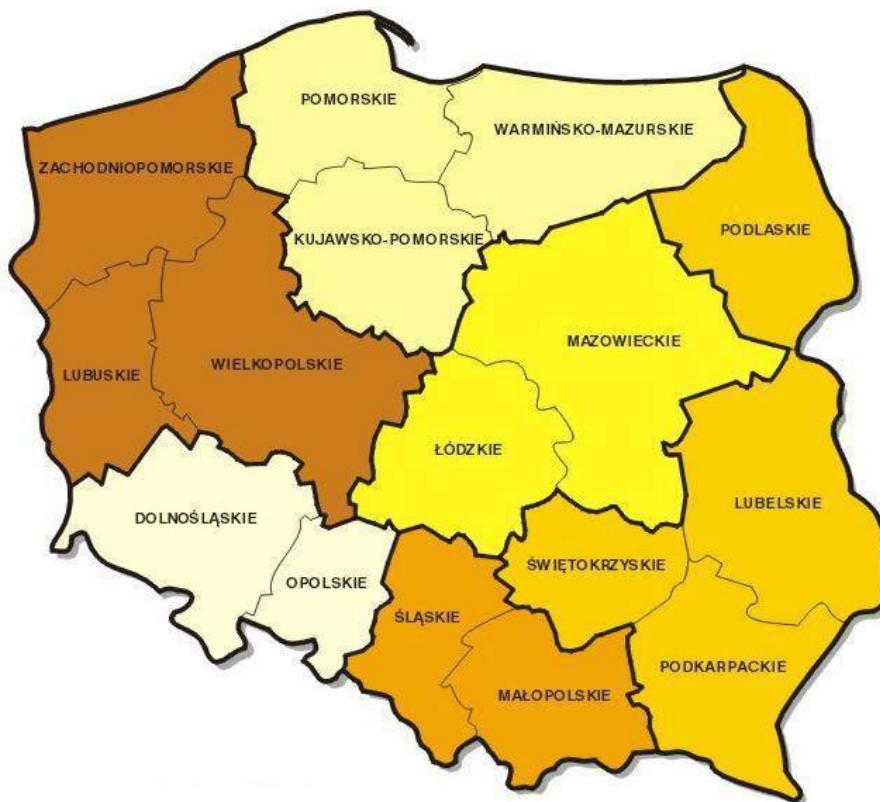 POMORSKIE
WARMIŃSKO-MAZURSKIE
ZACHODNIOPOMORSKIE
KUJAWSKO-POMORSKIE
PODLASKIE
MAZOWIECKIE
WIELKOPOLSKIE
LUBUSKIE
ŁÓDZKIE
LUBELSKIE
DOLNOŚLĄSKIE
ŚWIĘTOKRZYSKIE
OPOLSKIE
ŚLĄSKIE
PODKARPACKIE
MAŁOPOLSKIE